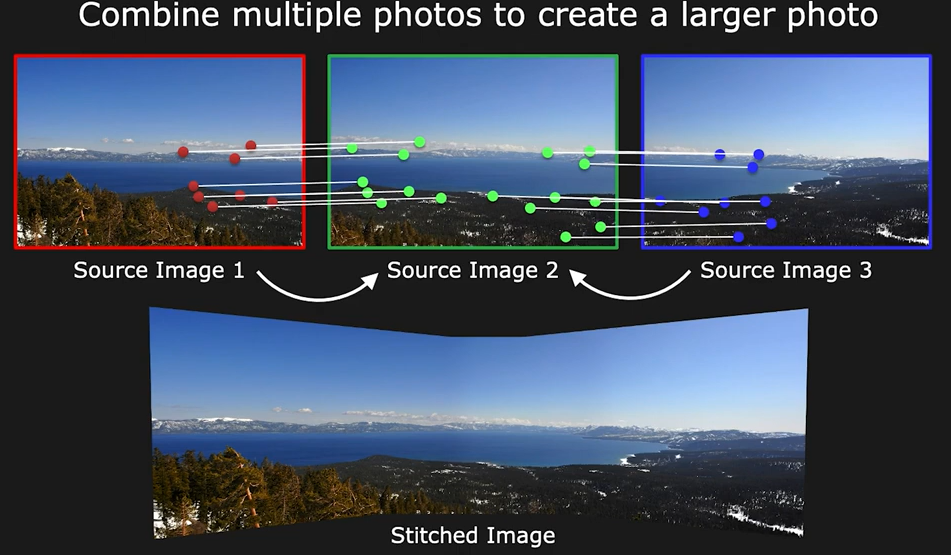 Combine multiple photos to create a larger photo
Source Image 1
Source Image 2
Source Image 3
Stitched Image